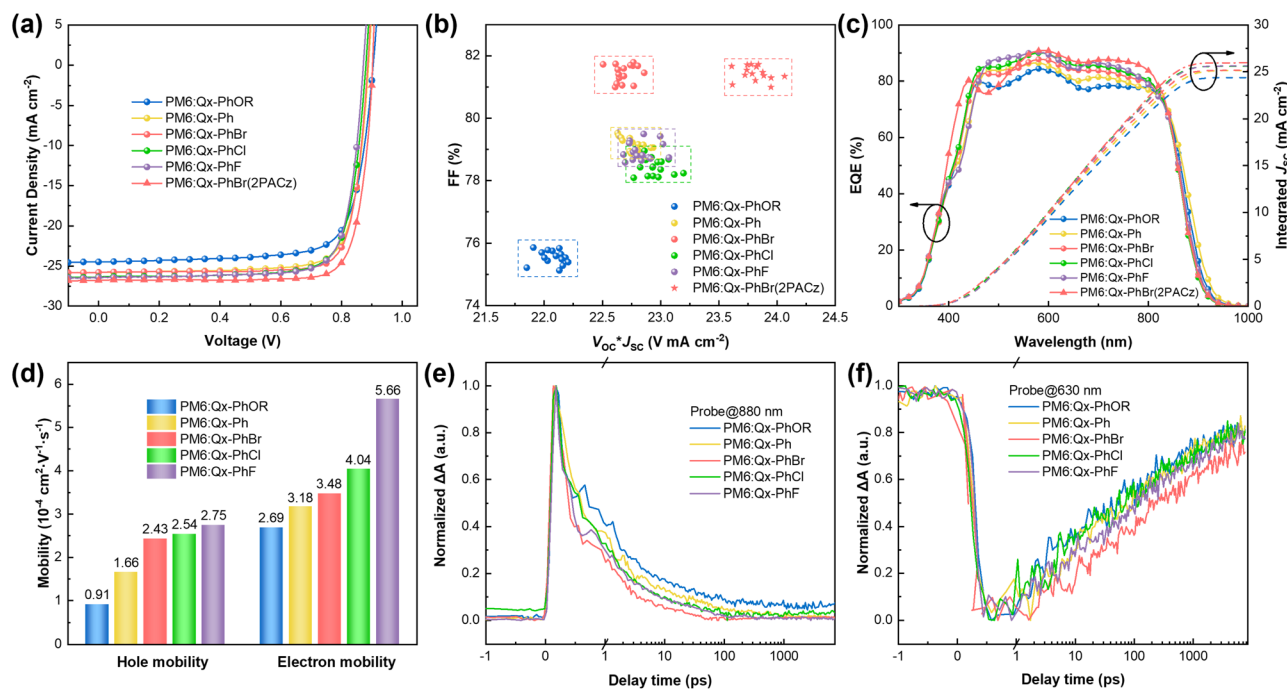 (a)
Current Density (mA cm-2)
5
0
-5
-10
-15
-20
-25
-30
PM6:Qx-PhOR
PM6:Qx-Ph
PM6:Qx-PhBr
PM6:Qx-PhCl
PM6:Qx-PhF
PM6:Qx-PhBr(2PACz)
0.0 0.2 0.4 0.6 0.8 1.0
Voltage (V)
(b)
FF (%)
82
80
78
76
74
PM6:Qx-PhOR
PM6:Qx-Ph
PM6:Qx-PhBr
PM6:Qx-PhCl
PM6:Qx-PhF
PM6:Qx-PhBr(2PACz)
21.5 22.0 22.5 23.0 23.5 24.0 24.5
VOC*JSC (V mA cm-2)
(c)
EQE (%)
100
80
60
40
20
0
PM6:Qx-PhOR
PM6:Qx-Ph
PM6:Qx-PhBr
PM6:Qx-PhCl
PM6:Qx-PhF
PM6:Qx-PhBr(2PACz)
400 600 800 1000
Wavelength (nm)
30
25
20
15
10
5
0
Integrated JSC (mA cm-2)
(d)
Mobility (10-4 cm2·V-1·s-1)
6
5
4
3
2
1
0
PM6:Qx-PhOR
PM6:Qx-Ph
PM6:Qx-PhBr
PM6:Qx-PhCl
PM6:Qx-PhF
0.91 1.66 2.43 2.54 2.75
2.69 3.18 3.48 4.04 5.66
Hole mobility Electron mobility
(e)
Normalized ΔA (a.u.)
1.0
0.8
0.6
0.4
0.2
0.0
Probe@880 nm
PM6:Qx-PhOR
PM6:Qx-Ph
PM6:Qx-PhBr
PM6:Qx-PhCl
PM6:Qx-PhF
-1 0 1 10 100 1000
Delay time (ps)
(f)
Normalized ΔA (a.u.)
1.0
0.8
0.6
0.4
0.2
0.0
Probe@630 nm
PM6:Qx-PhOR
PM6:Qx-Ph
PM6:Qx-PhBr
PM6:Qx-PhCl
PM6:Qx-PhF
-1 0 1 10 100 1000
Delay time (ps)